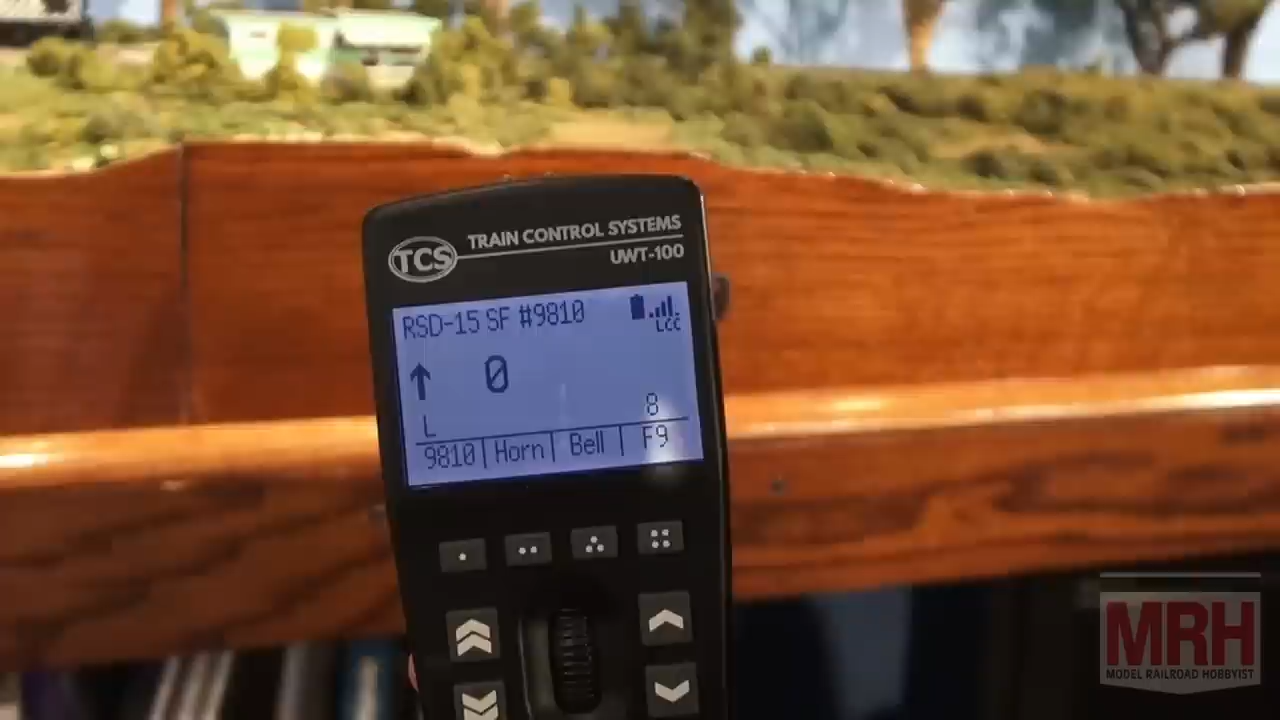 TCS TRAIN CONTROL SYSTEMS
UWT-100
RSD-15 SF #9810
LCC
0
8
L
9810 | Horn | Bell | F9
MRH
MODEL RAILROAD HOBBYIST